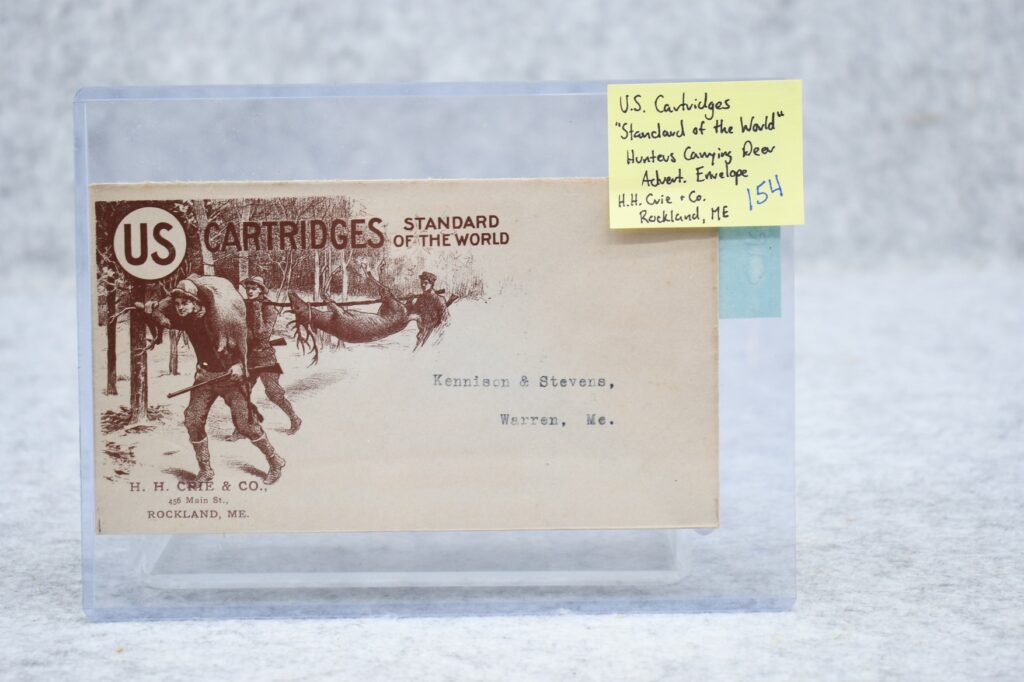 US CARTRIDGES STANDARD
OF THE WORLD
Kennison & Stevens,
Warren, Me.
H. H. CRIE & CO.,
456 Main St.,
ROCKLAND, ME.
U.S. Cartridges
"Standard of the World"
Hunters Carrying Deer
Advert. Envelope
H.H. Crie + Co.
Rockland, ME
154